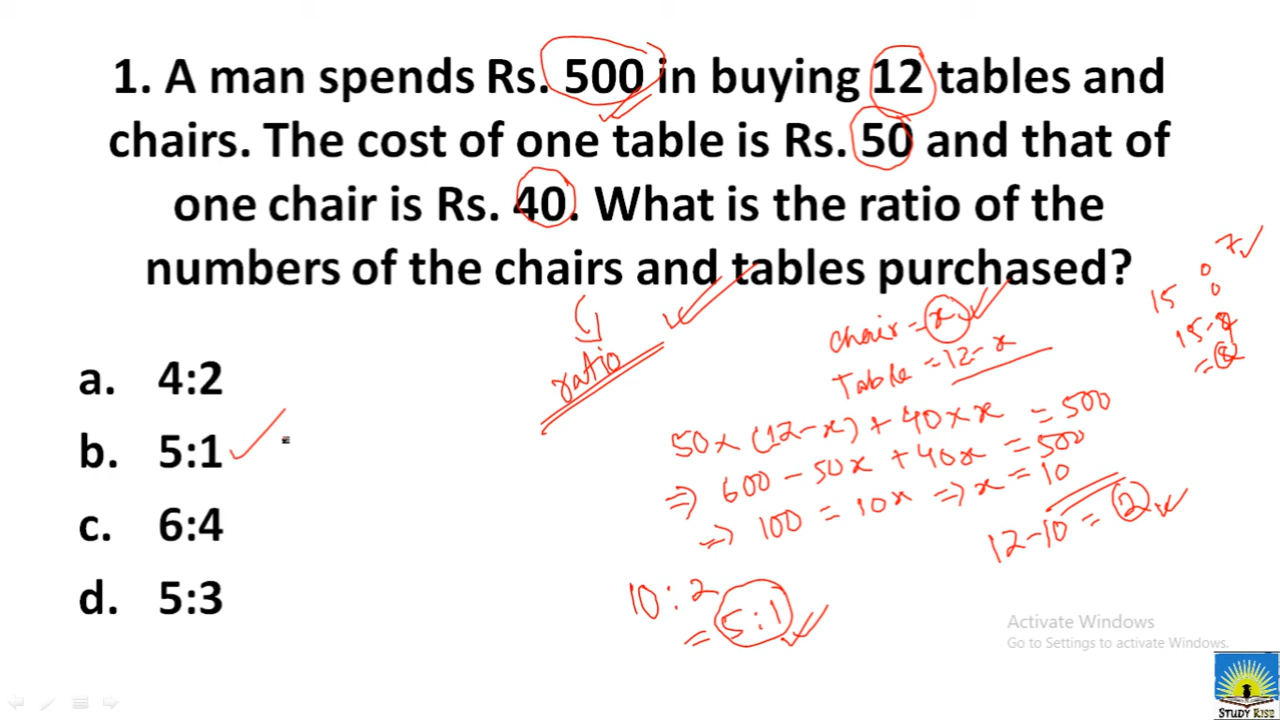 1. A man spends Rs. 500 in buying 12 tables and
chairs. The cost of one table is Rs. 50 and that of
one chair is Rs. 40. What is the ratio of the
numbers of the chairs and tables purchased?
a. 4:2
b. 5:1
c. 6:4
d. 5:3
ratio
chair = x
Table = 12-x
50x (12-x) + 40xx = 500
=> 600 - 50x + 40x = 500
=> 100 = 10x => x = 10
12-10 = 2
10:2
= 5:1
7
15
Activate Windows
Go to Settings to activate Windows.
STUDY RISE